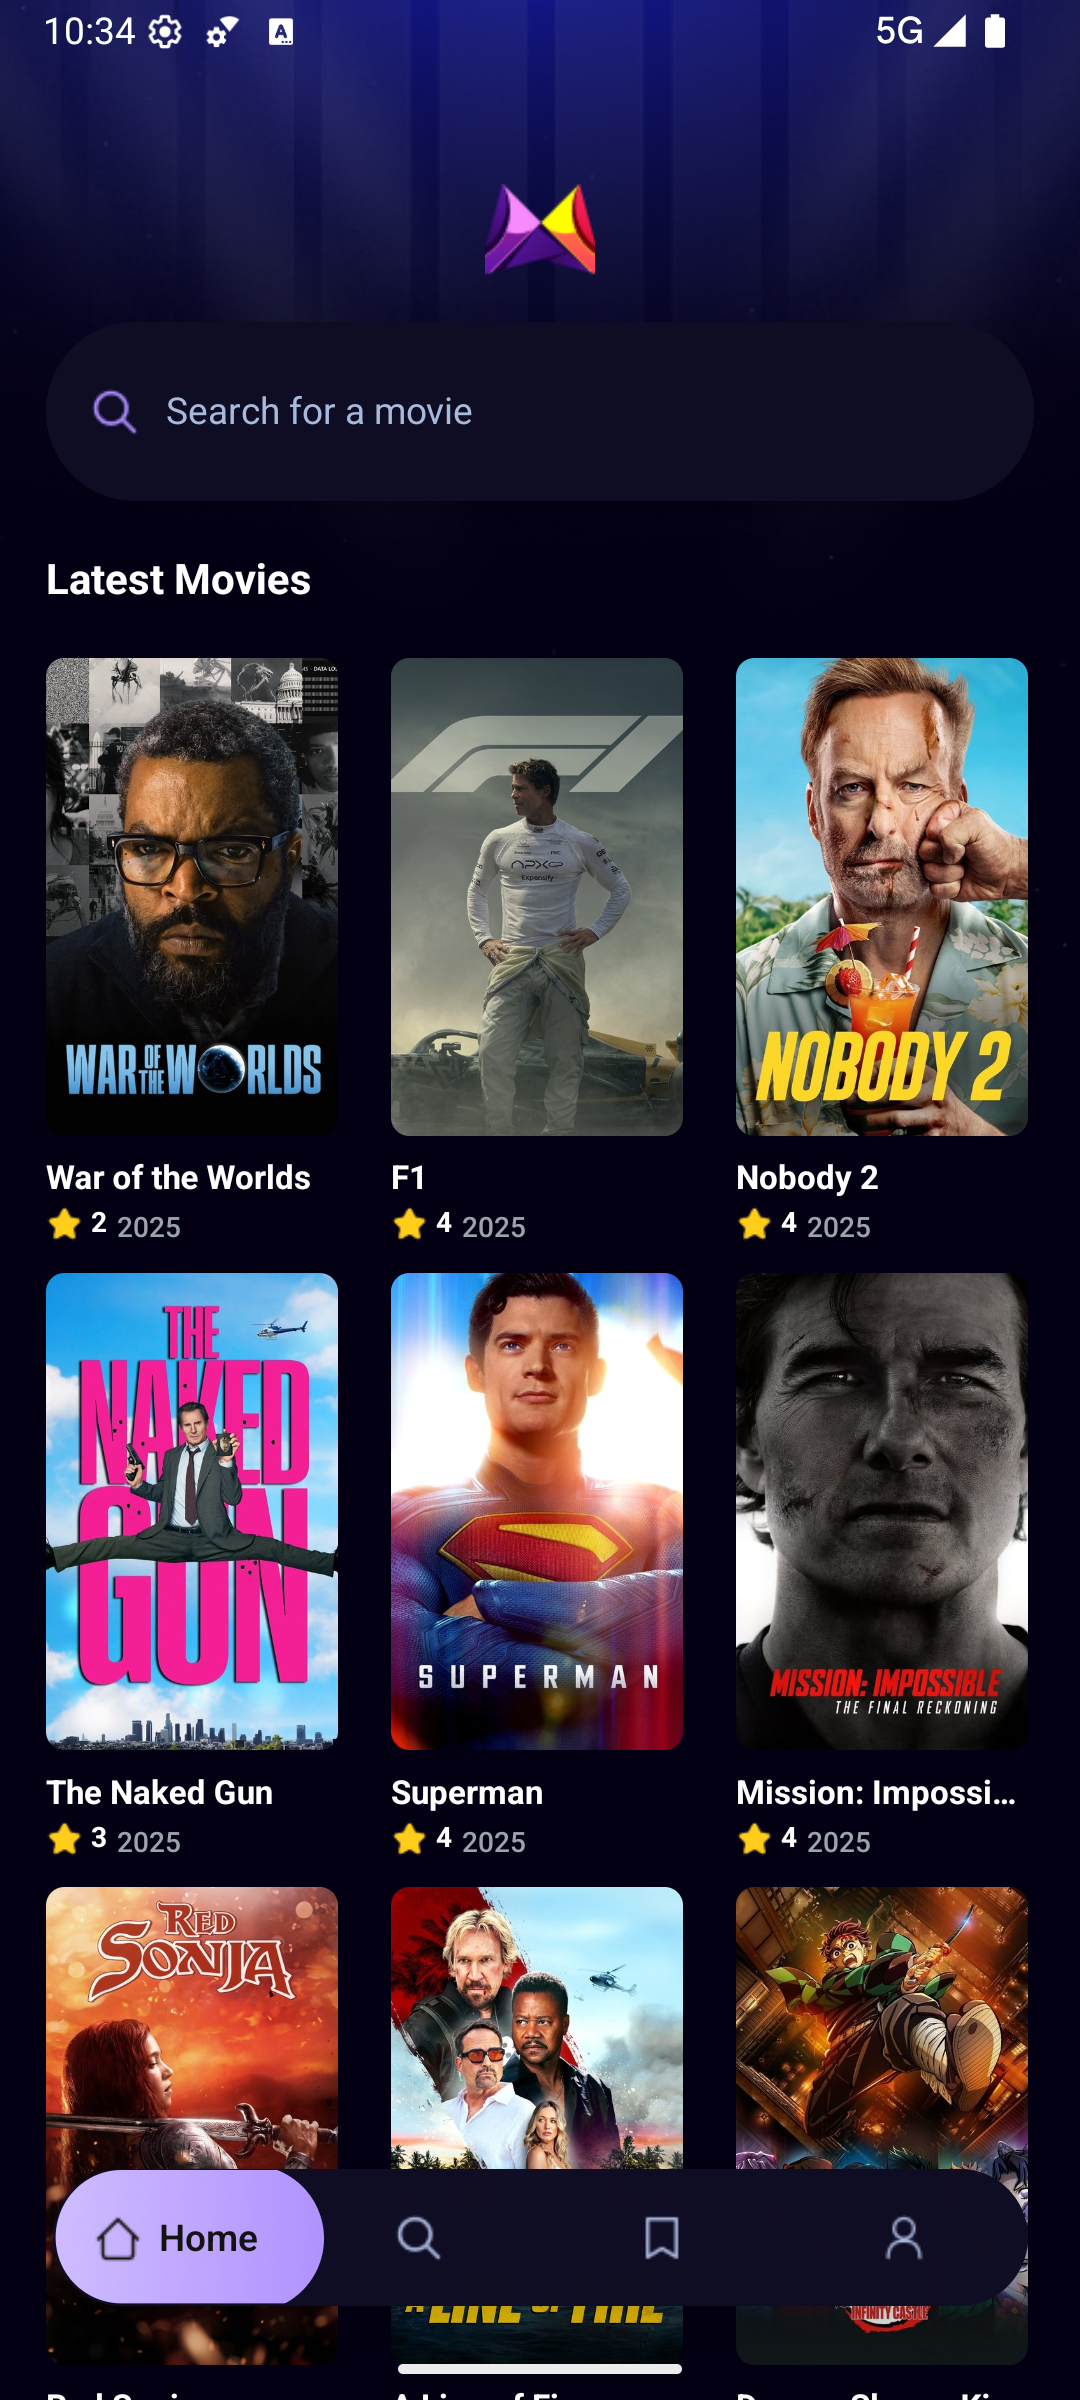 10:34
5G
Search for a movie
Latest Movies
WAR OF THE WORLDS
F1
NOBODY 2
War of the Worlds
F1
Nobody 2
2 2025
4 2025
4 2025
THE
NAKED
GUN
SUPERMAN
MISSION: IMPOSSIBLE
THE FINAL RECKONING
The Naked Gun
Superman
Mission: Impossi...
3 2025
4 2025
4 2025
RED
SONJA
Home
INFINITY CASTLE